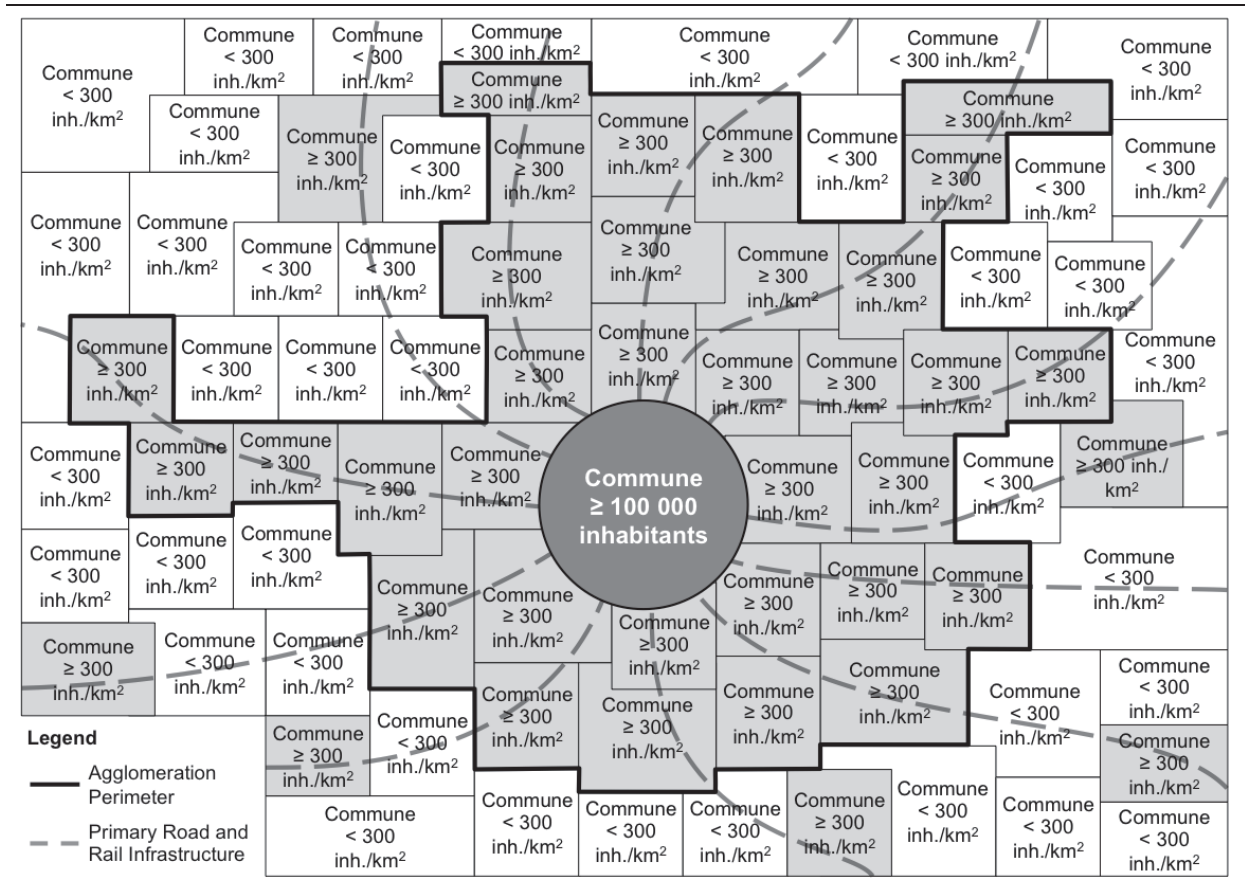 Commune
< 300
inh./km²
Commune
< 300
inh./km²
Commune
< 300
inh./km²
Commune
< 300 inh./km²
Commune
< 300
inh./km²
Commune
< 300 inh./km²
Commune
< 300
inh./km²
Commune
≥ 300 inh./km²
Commune
≥ 300 inh./km²
Commune
< 300
inh./km²
Commune
≥ 300
inh./km²
Commune
< 300
inh./km²
Commune
≥ 300
inh./km²
Commune
≥ 300
inh./km²
Commune
≥ 300
inh./km²
Commune
< 300
inh./km²
Commune
≥ 300
inh./km²
Commune
< 300
inh./km²
Commune
< 300
inh./km²
Commune
< 300
inh./km²
Commune
< 300
inh./km²
Commune
< 300
inh./km²
Commune
< 300
inh./km²
Commune
≥ 300
inh./km²
Commune
≥ 300
inh./km²
Commune
≥ 300
inh./km²
Commune
≥ 300
inh./km²
Commune
< 300
inh./km²
Commune
< 300
inh./km²
Commune
≥ 300
inh./km²
Commune
< 300
inh./km²
Commune
< 300
inh./km²
Commune
< 300
inh./km²
Commune
≥ 300
inh./km²
Commune
≥ 300
inh./km²
Commune
≥ 300
inh./km²
Commune
≥ 300
inh./km²
Commune
≥ 300
inh./km²
Commune
≥ 300
inh./km²
Commune
< 300
inh./km²
Commune
< 300
inh./km²
Commune
≥ 300
inh./km²
Commune
≥ 300
inh./km²
Commune
≥ 300
inh./km²
Commune
≥ 300
inh./km²
Commune
≥ 100 000
inhabitants
Commune
≥ 300
inh./km²
Commune
≥ 300
inh./km²
Commune
< 300
inh./km²
Commune
≥ 300 inh./
km²
Commune
< 300
inh./km²
Commune
< 300
inh./km²
Commune
< 300
inh./km²
Commune
≥ 300
inh./km²
Commune
≥ 300
inh./km²
Commune
≥ 300
inh./km²
Commune
≥ 300
inh./km²
Commune
≥ 300
inh./km²
Commune
≥ 300
inh./km²
Commune
< 300
inh./km²
Commune
≥ 300
inh./km²
Commune
< 300
inh./km²
Commune
< 300
inh./km²
Commune
≥ 300
inh./km²
Commune
≥ 300
inh./km²
Commune
≥ 300
inh./km²
Commune
≥ 300
inh./km²
Commune
< 300
inh./km²
Commune
< 300
inh./km²
Commune
≥ 300
inh./km²
Commune
< 300
inh./km²
Commune
≥ 300
inh./km²
Commune
< 300
inh./km²
Commune
< 300
inh./km²
Commune
< 300
inh./km²
Commune
< 300
inh./km²
Commune
≥ 300
inh./km²
Commune
< 300
inh./km²
Commune
< 300
inh./km²
Commune
< 300
inh./km²
Legend
Agglomeration
Perimeter
Primary Road and
Rail Infrastructure